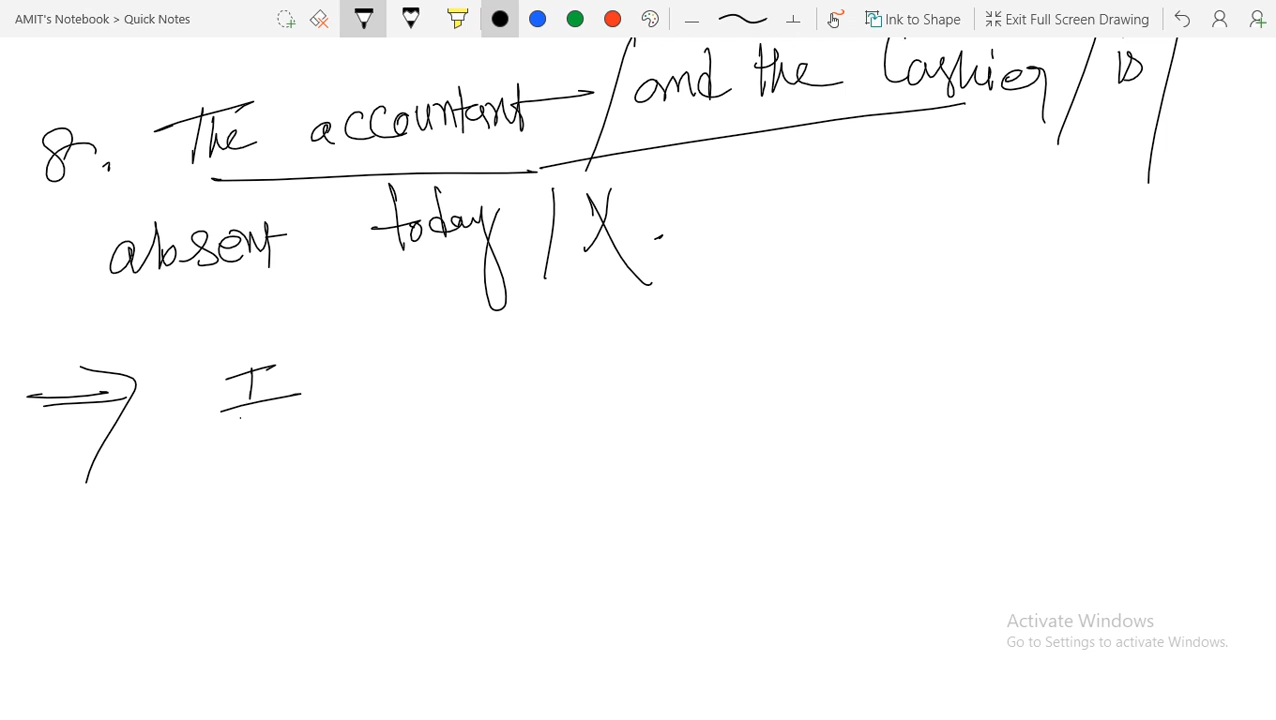 AMIT's Notebook > Quick Notes Ink to Shape Exit Full Screen Drawing
8. The accountant / and the Cashier / is /
absent today / X.
⇒ I
Activate Windows
Go to Settings to activate Windows.